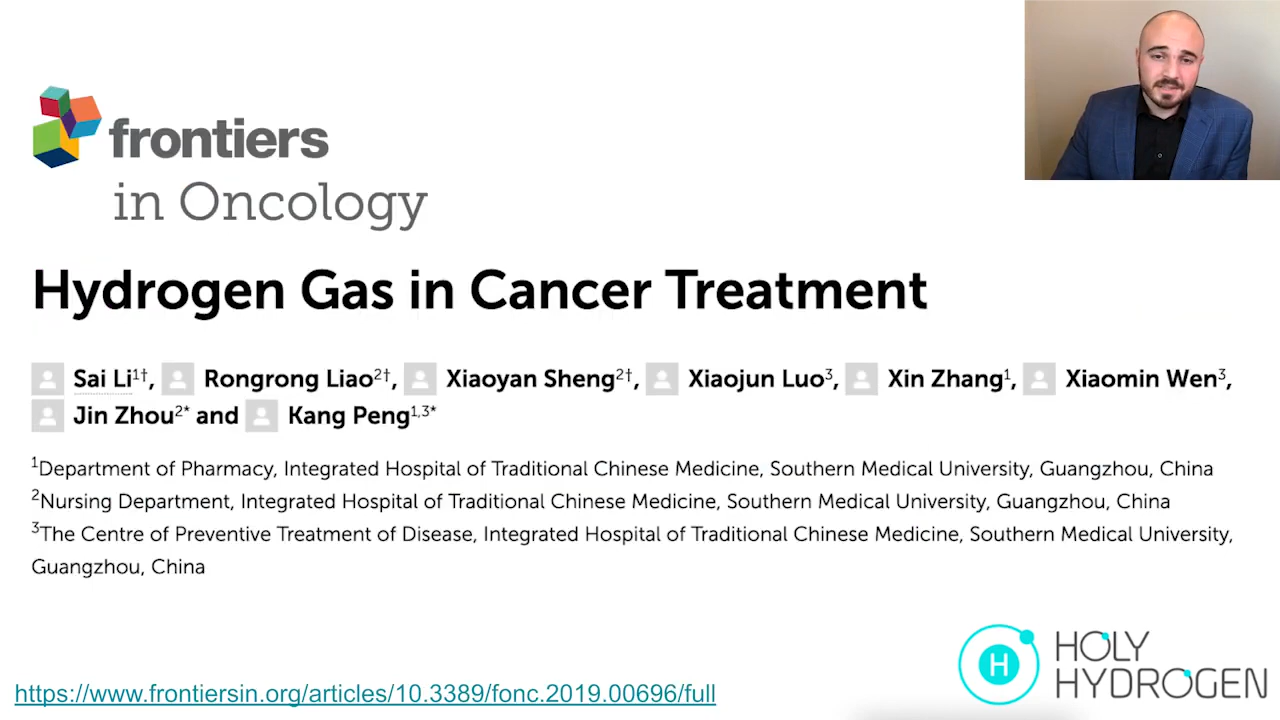 frontiers
in Oncology
Hydrogen Gas in Cancer Treatment
Sai Li1†, Rongrong Liao2†, Xiaoyan Sheng2†, Xiaojun Luo3, Xin Zhang1, Xiaomin Wen3,
Jin Zhou2* and Kang Peng1,3*
1Department of Pharmacy, Integrated Hospital of Traditional Chinese Medicine, Southern Medical University, Guangzhou, China
2Nursing Department, Integrated Hospital of Traditional Chinese Medicine, Southern Medical University, Guangzhou, China
3The Centre of Preventive Treatment of Disease, Integrated Hospital of Traditional Chinese Medicine, Southern Medical University,
Guangzhou, China
H
HOLY
HYDROGEN
https://www.frontiersin.org/articles/10.3389/fonc.2019.00696/full